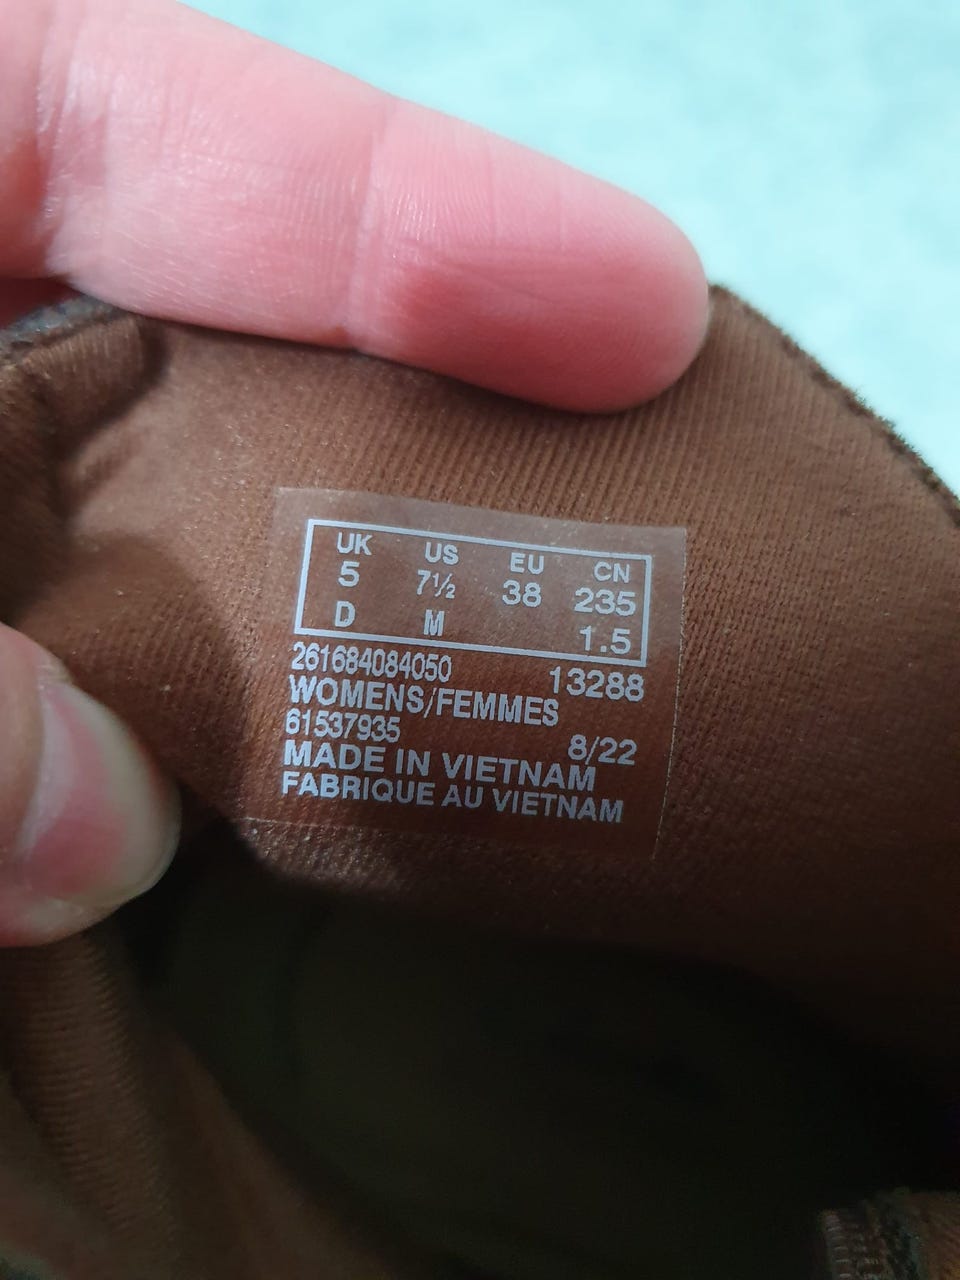 UK US EU CN
5 7½ 38 235
D M 1.5
261684084050 13288
WOMENS/FEMMES
61537935 8/22
MADE IN VIETNAM
FABRIQUE AU VIETNAM